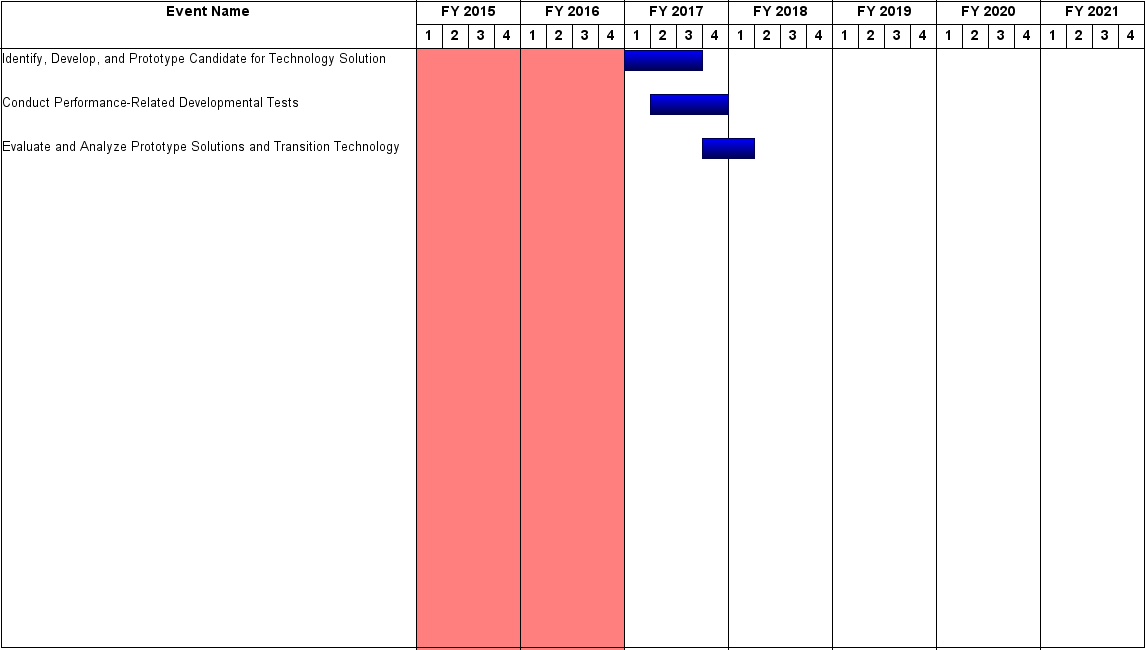 Event Name FY 2015 FY 2016 FY 2017 FY 2018 FY 2019 FY 2020 FY 2021
1 2 3 4 1 2 3 4 1 2 3 4 1 2 3 4 1 2 3 4 1 2 3 4 1 2 3 4
Identify, Develop, and Prototype Candidate for Technology Solution
Conduct Performance-Related Developmental Tests
Evaluate and Analyze Prototype Solutions and Transition Technology